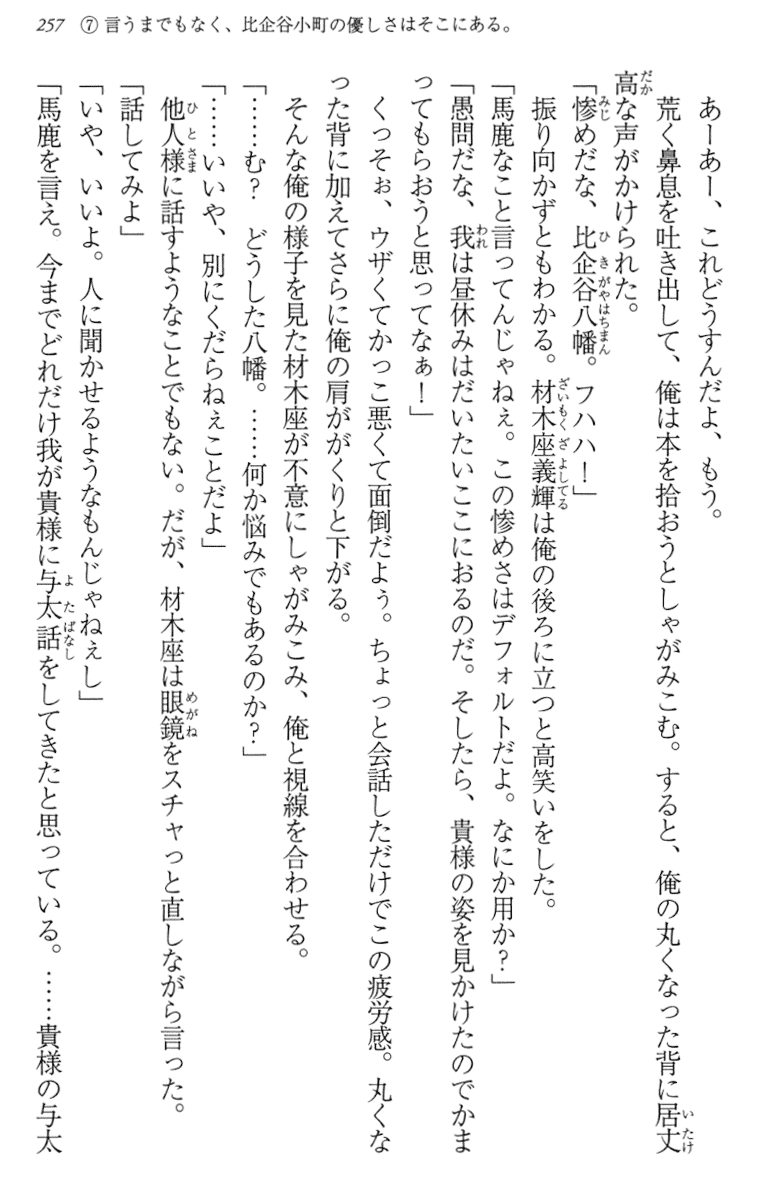 257 ⑦ 言うまでもなく、比企谷小町の優しさはそこにある。
あーあー、これどうすんだよ、もう。
荒く鼻息を吐き出して、俺は本を拾おうとしゃがみこむ。すると、俺の丸くなった背に居丈
高な声がかけられた。
「惨めだな、比企谷八幡。フハハ！」
振り向かずともわかる。材木座義輝は俺の後ろに立つと高笑いをした。
「馬鹿なこと言ってんじゃねぇ。この惨めさはデフォルトだよ。なにか用か？」
「愚問だな、我は昼休みはだいたいここにおるのだ。そしたら、貴様の姿を見かけたのでかま
ってもらおうと思ってなぁ！」
くっそぉ、ウザくてかっこ悪くて面倒だよぅ。ちょっと会話しただけでこの疲労感。丸くな
った背に加えてさらに俺の肩ががくりと下がる。
そんな俺の様子を見た材木座が不意にしゃがみこみ、俺と視線を合わせる。
「……む？　どうした八幡。……何か悩みでもあるのか？」
「……いいや、別にくだらねぇことだよ」
他人様に話すようなことでもない。だが、材木座は眼鏡をスチャっと直しながら言った。
「話してみよ」
「いや、いいよ。人に聞かせるようなもんじゃねぇし」
「馬鹿を言え。今までどれだけ我が貴様に与太話をしてきたと思っている。……貴様の与太